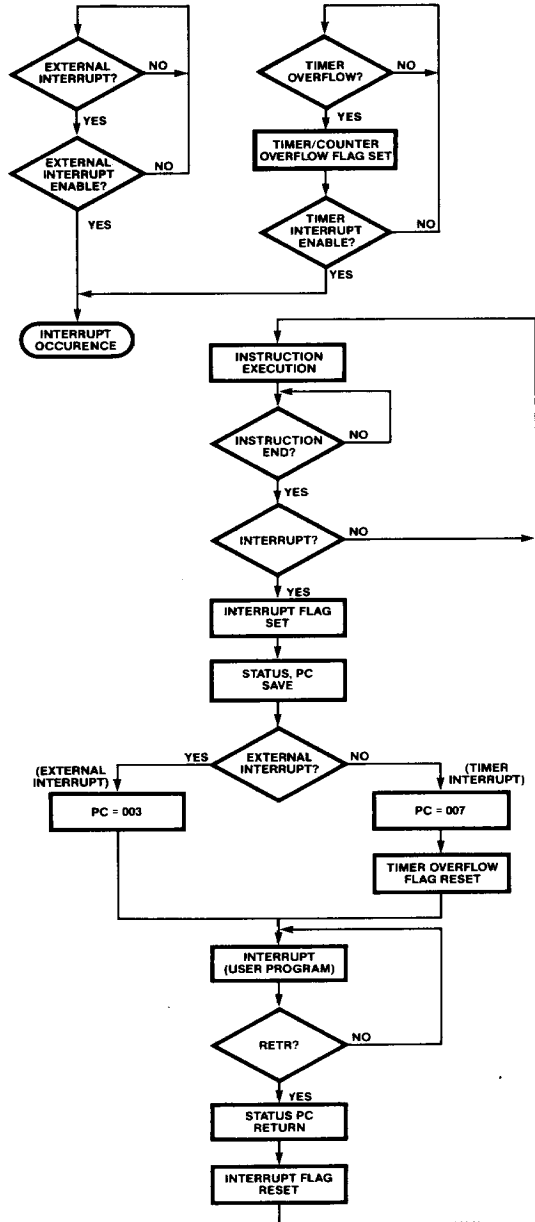 EXTERNAL
INTERRUPT?
NO
YES
EXTERNAL
INTERRUPT
ENABLE?
NO
YES
TIMER
OVERFLOW?
NO
YES
TIMER/COUNTER
OVERFLOW FLAG SET
TIMER
INTERRUPT
ENABLE?
NO
YES
INTERRUPT
OCCURENCE
INSTRUCTION
EXECUTION
INSTRUCTION
END?
NO
YES
INTERRUPT?
NO
YES
INTERRUPT FLAG
SET
STATUS, PC
SAVE
EXTERNAL
INTERRUPT?
YES
NO
(EXTERNAL
INTERRUPT)
(TIMER
INTERRUPT)
PC = 003
PC = 007
TIMER OVERFLOW
FLAG RESET
INTERRUPT
(USER PROGRAM)
RETR?
NO
YES
STATUS PC
RETURN
INTERRUPT FLAG
RESET